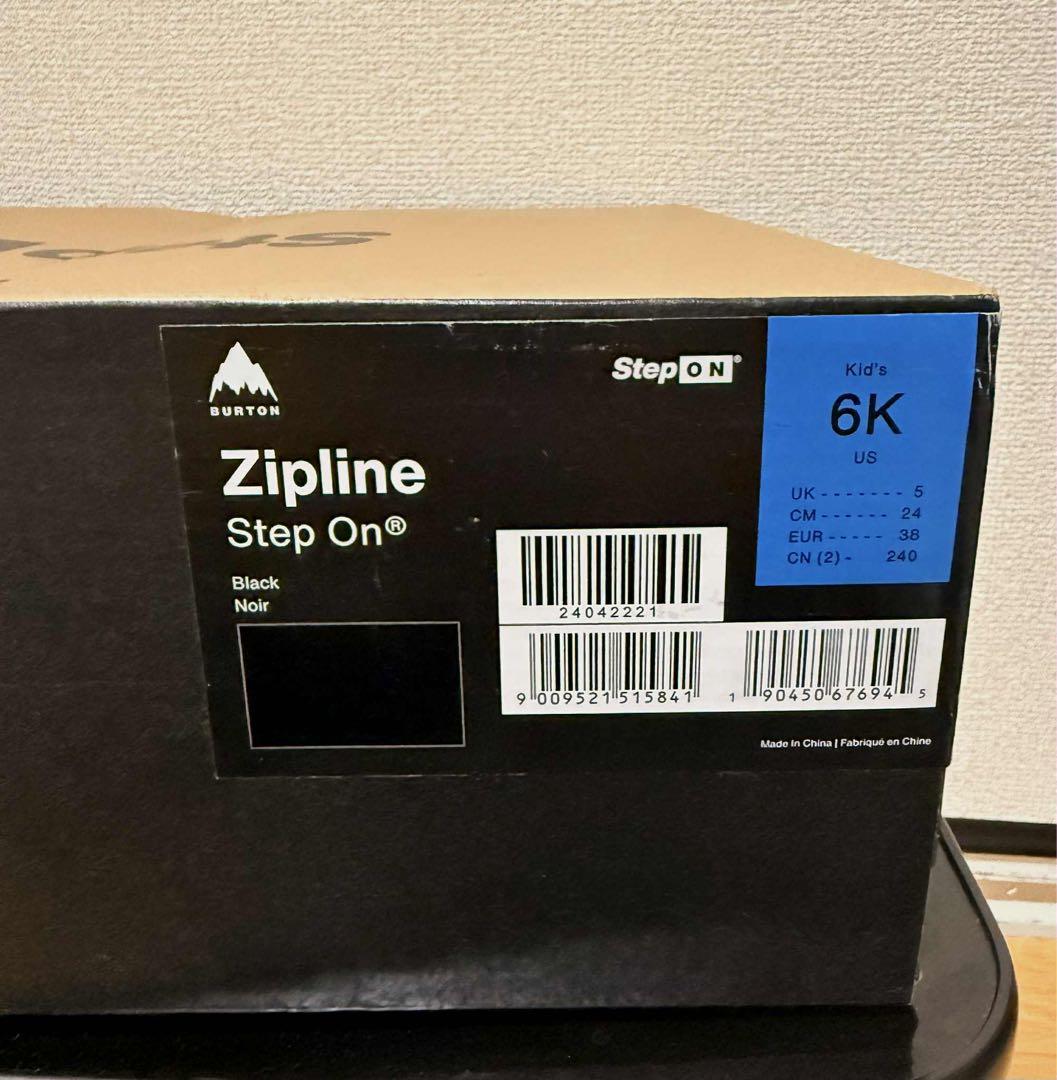 BURTON
StepON®
Zipline
Step On®
Black
Noir
Kid's
6K
US
UK - - - - - - - 5
CM - - - - - - 24
EUR - - - - - 38
CN (2) - 240
24042221
9 009521 515841
1 90450 67694 5
Made in China | Fabriqué en Chine